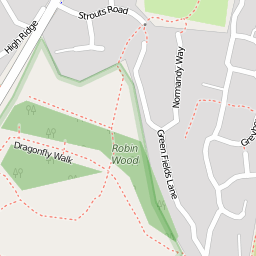 Strouts Road
High Ridge
Normandy Way
Green Fields Lane
Robin
Wood
Dragonfly Walk